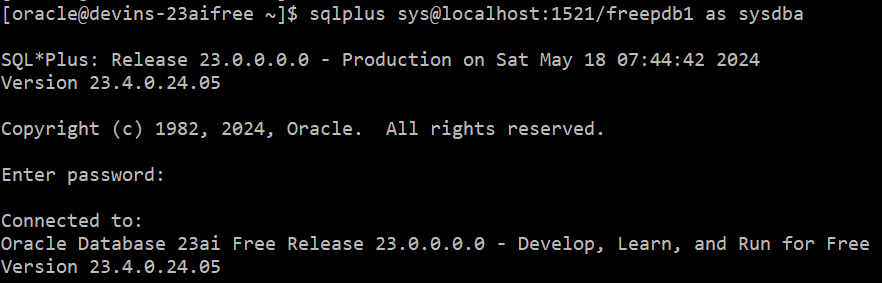 [oracle@devins-23aifree ~]$ sqlplus sys@localhost:1521/freepdb1 as sysdba
SQL*Plus: Release 23.0.0.0.0 - Production on Sat May 18 07:44:42 2024
Version 23.4.0.24.05
Copyright (c) 1982, 2024, Oracle.  All rights reserved.
Enter password:
Connected to:
Oracle Database 23ai Free Release 23.0.0.0.0 - Develop, Learn, and Run for Free
Version 23.4.0.24.05